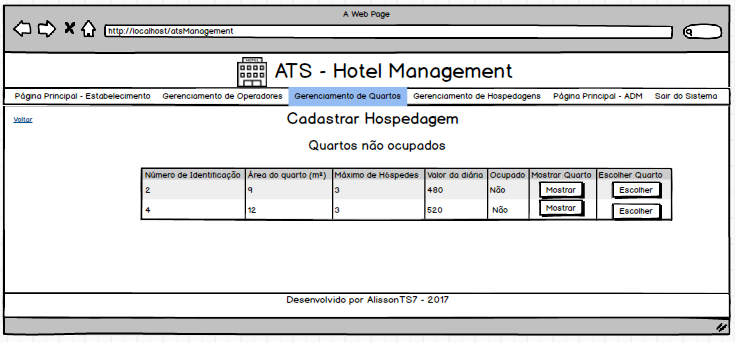 A Web Page
http://localhost/atsManagement
HOTEL
ATS - Hotel Management
Página Principal - Estabelecimento Gerenciamento de Operadores Gerenciamento de Quartos Gerenciamento de Hospedagens Página Principal - ADM Sair do Sistema
Voltar
Cadastrar Hospedagem
Quartos não ocupados
Número de Identificação Área do quarto (m²) Máximo de Hóspedes Valor da diária Ocupado Mostrar Quarto Escolher Quarto
2 9 3 480 Não Mostrar Escolher
4 12 3 520 Não Mostrar Escolher
Desenvolvido por AlissonTS7 - 2017